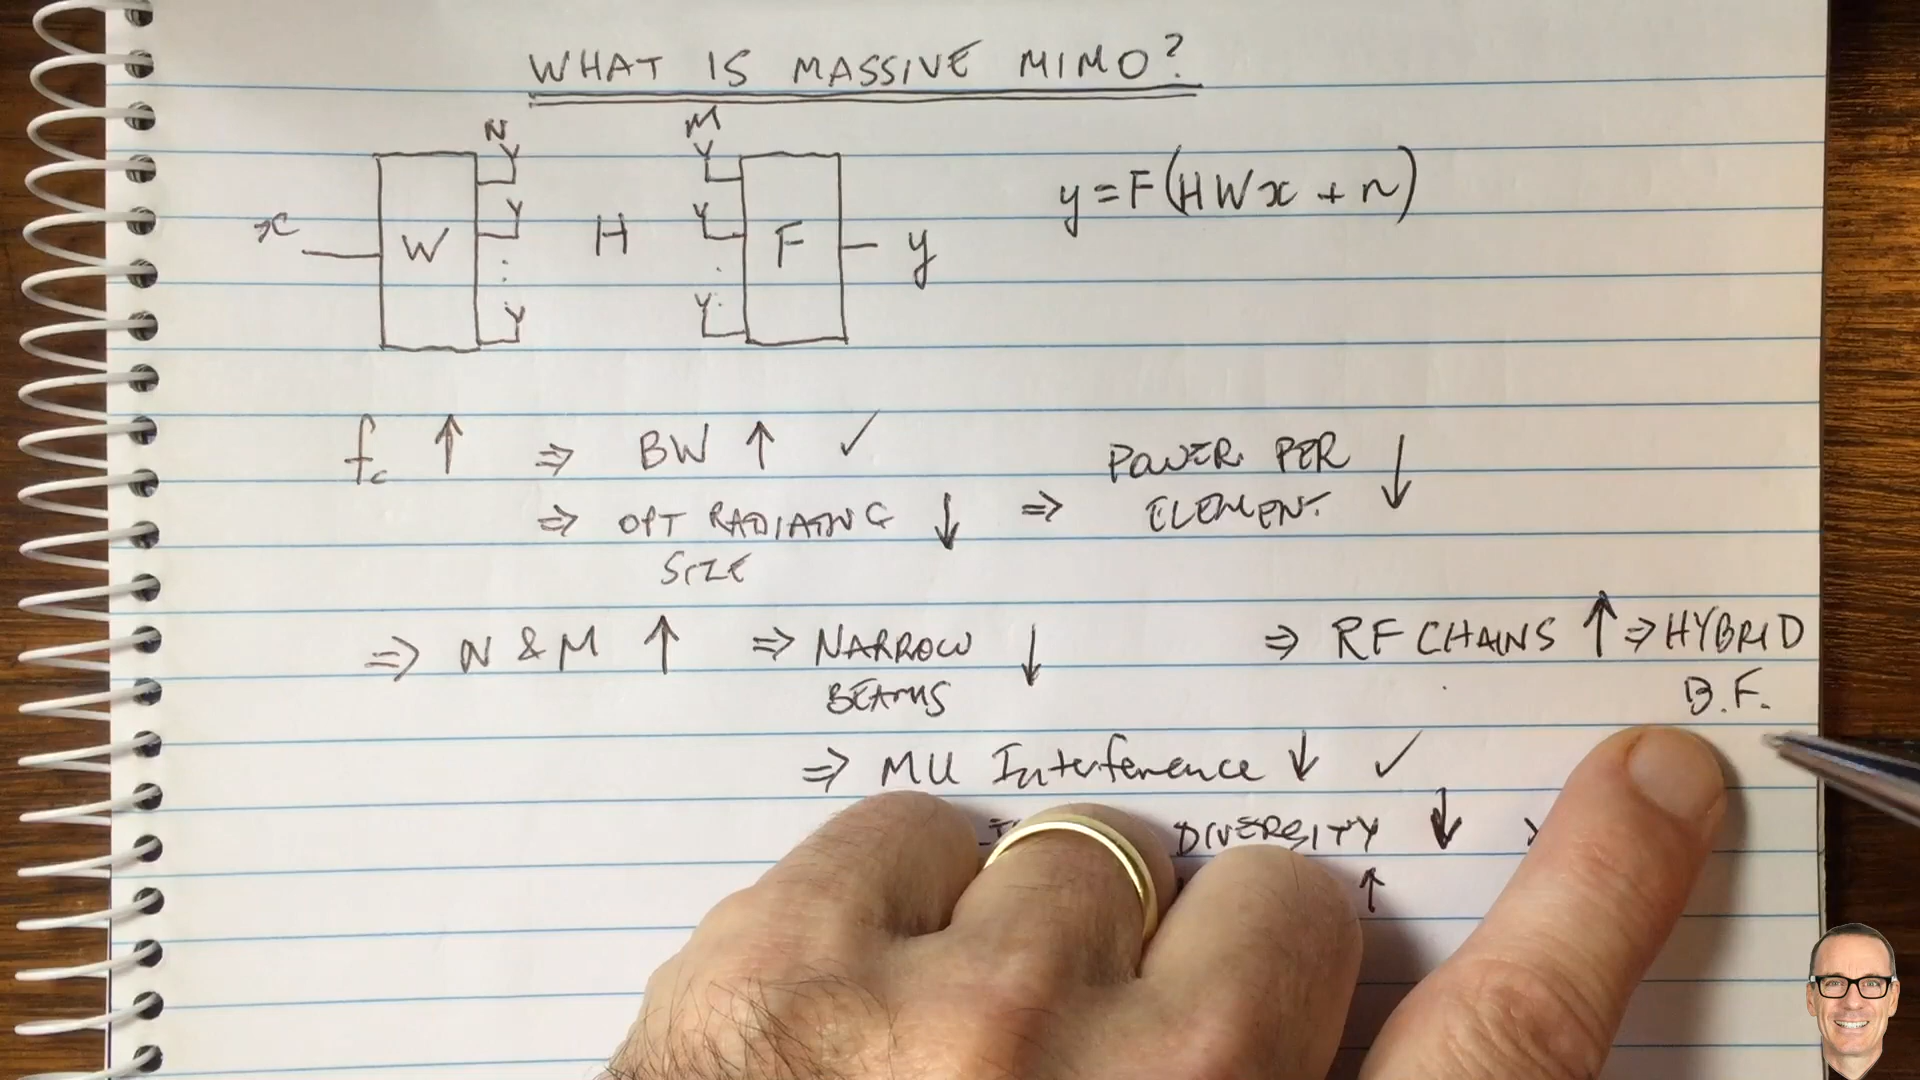 WHAT IS MASSIVE MIMO?
N M
x W H F y y = F(HWx + n)
fc ↑ ⇒ BW ↑ ✓ POWER PER ↓
⇒ OPT RADIATING ↓ ⇒ ELEMENT
SIZE
⇒ N & M ↑ ⇒ NARROW ↓ ⇒ RF CHAINS ↑ ⇒ HYBRID
BEAMS B.F.
⇒ MU Interference ↓ ✓
DIVERSITY ↓
↑